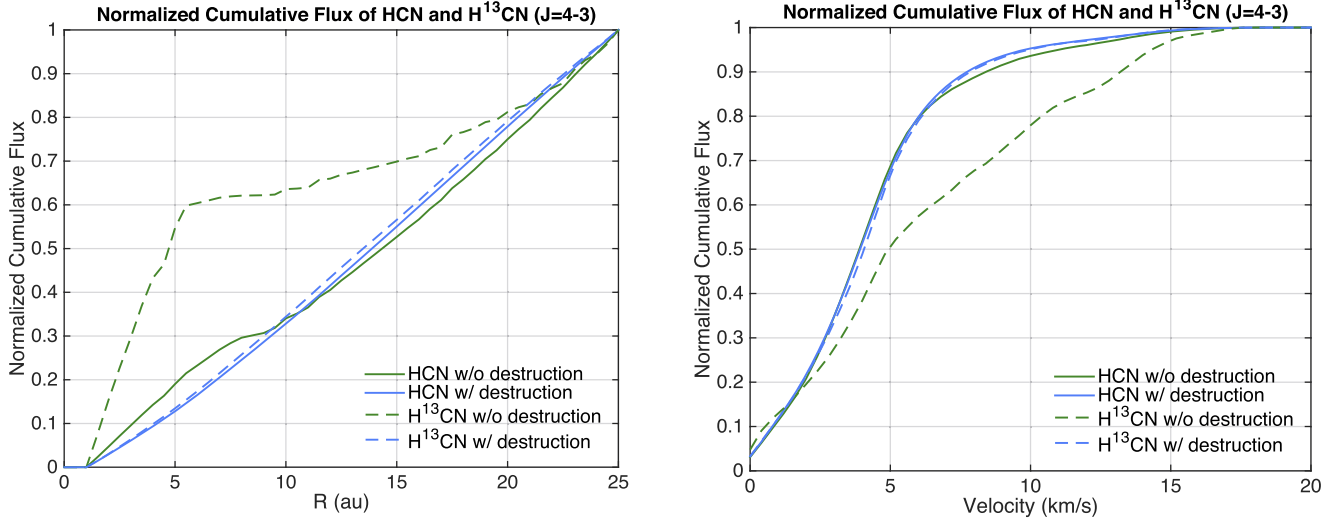 Normalized Cumulative Flux of HCN and H¹³CN (J=4-3)
Normalized Cumulative Flux
1
0.9
0.8
0.7
0.6
0.5
0.4
0.3
0.2
0.1
0
0 5 10 15 20 25
R (au)
HCN w/o destruction
HCN w/ destruction
H¹³CN w/o destruction
H¹³CN w/ destruction
Normalized Cumulative Flux of HCN and H¹³CN (J=4-3)
Normalized Cumulative Flux
1
0.9
0.8
0.7
0.6
0.5
0.4
0.3
0.2
0.1
0
0 5 10 15 20
Velocity (km/s)
HCN w/o destruction
HCN w/ destruction
H¹³CN w/o destruction
H¹³CN w/ destruction